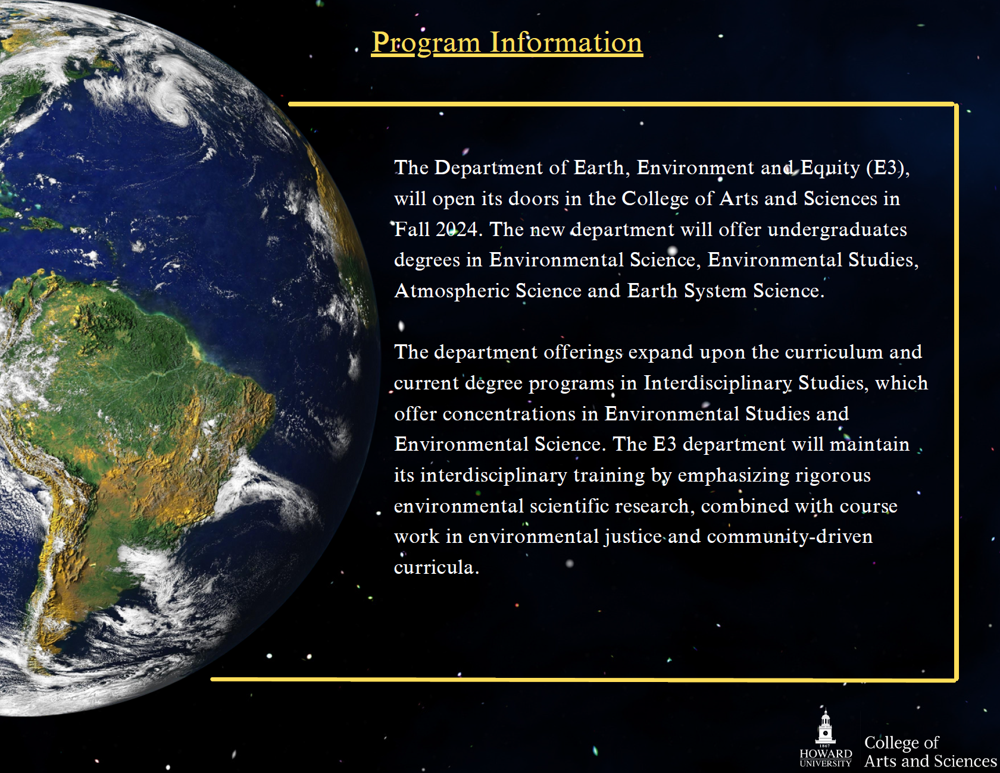 Program Information
The Department of Earth, Environment and Equity (E3),
will open its doors in the College of Arts and Sciences in
Fall 2024. The new department will offer undergraduates
degrees in Environmental Science, Environmental Studies,
Atmospheric Science and Earth System Science.
The department offerings expand upon the curriculum and
current degree programs in Interdisciplinary Studies, which
offer concentrations in Environmental Studies and
Environmental Science. The E3 department will maintain
its interdisciplinary training by emphasizing rigorous
environmental scientific research, combined with course
work in environmental justice and community-driven
curricula.
1867
HOWARD
UNIVERSITY
College of
Arts and Sciences